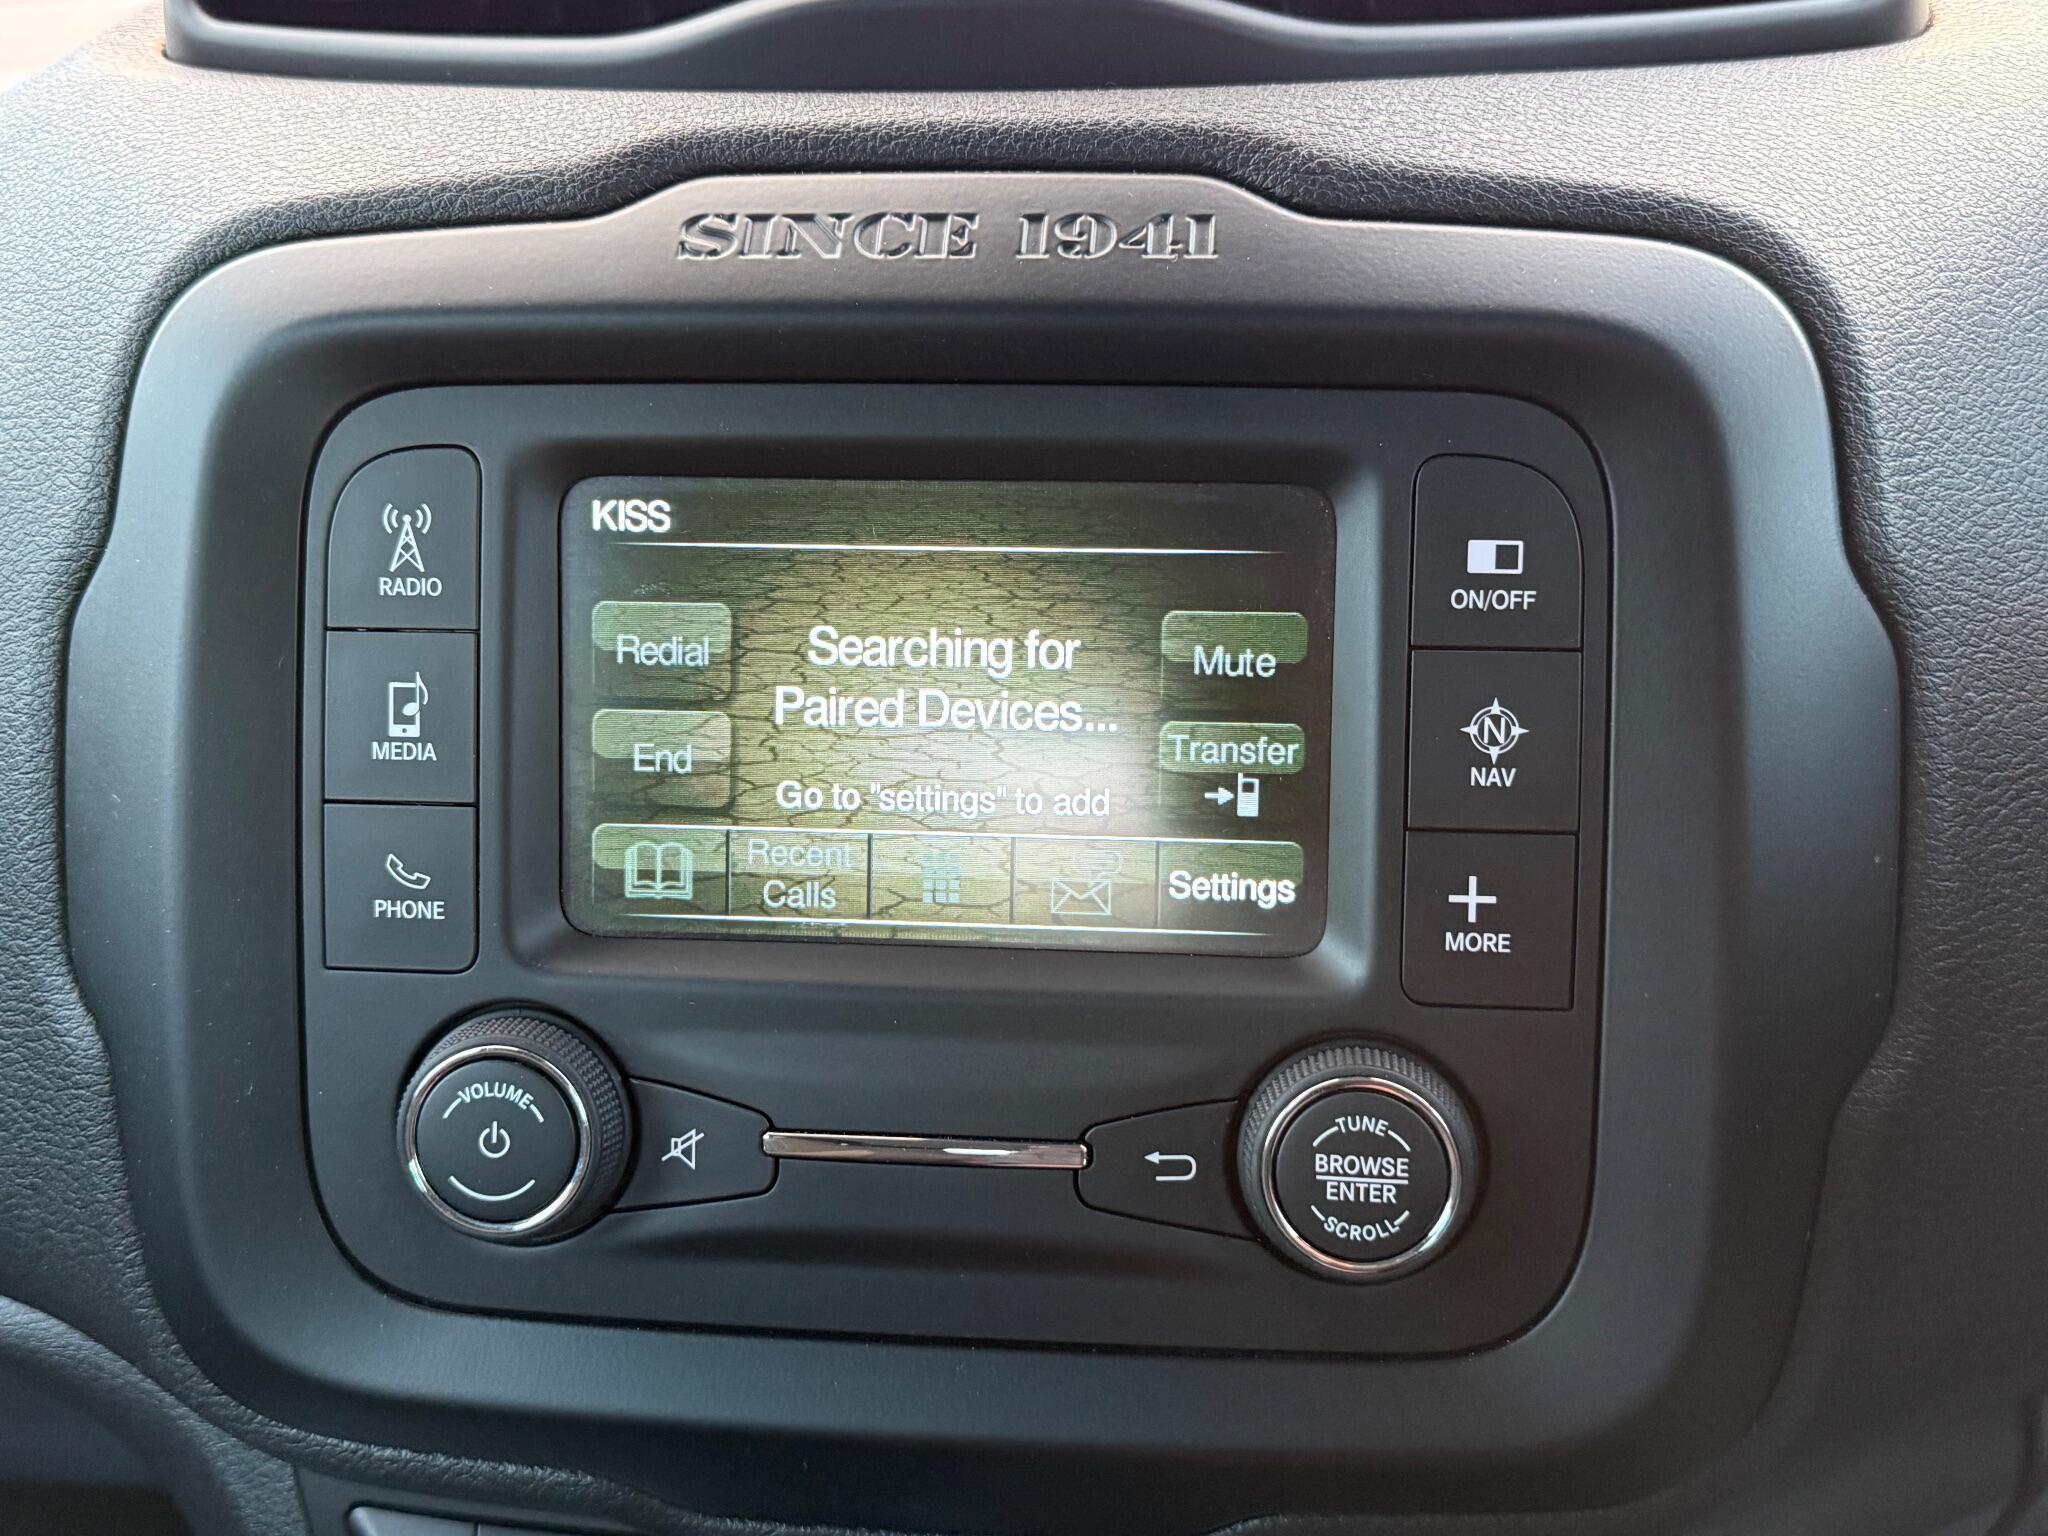 SINCE 1941
KISS
RADIO
MEDIA
PHONE
Redial
End
Searching for
Paired Devices...
Go to "settings" to add
Mute
Transfer
Recent
Calls
Settings
ON/OFF
N
NAV
MORE
VOLUME
TUNE
BROWSE
ENTER
SCROLL